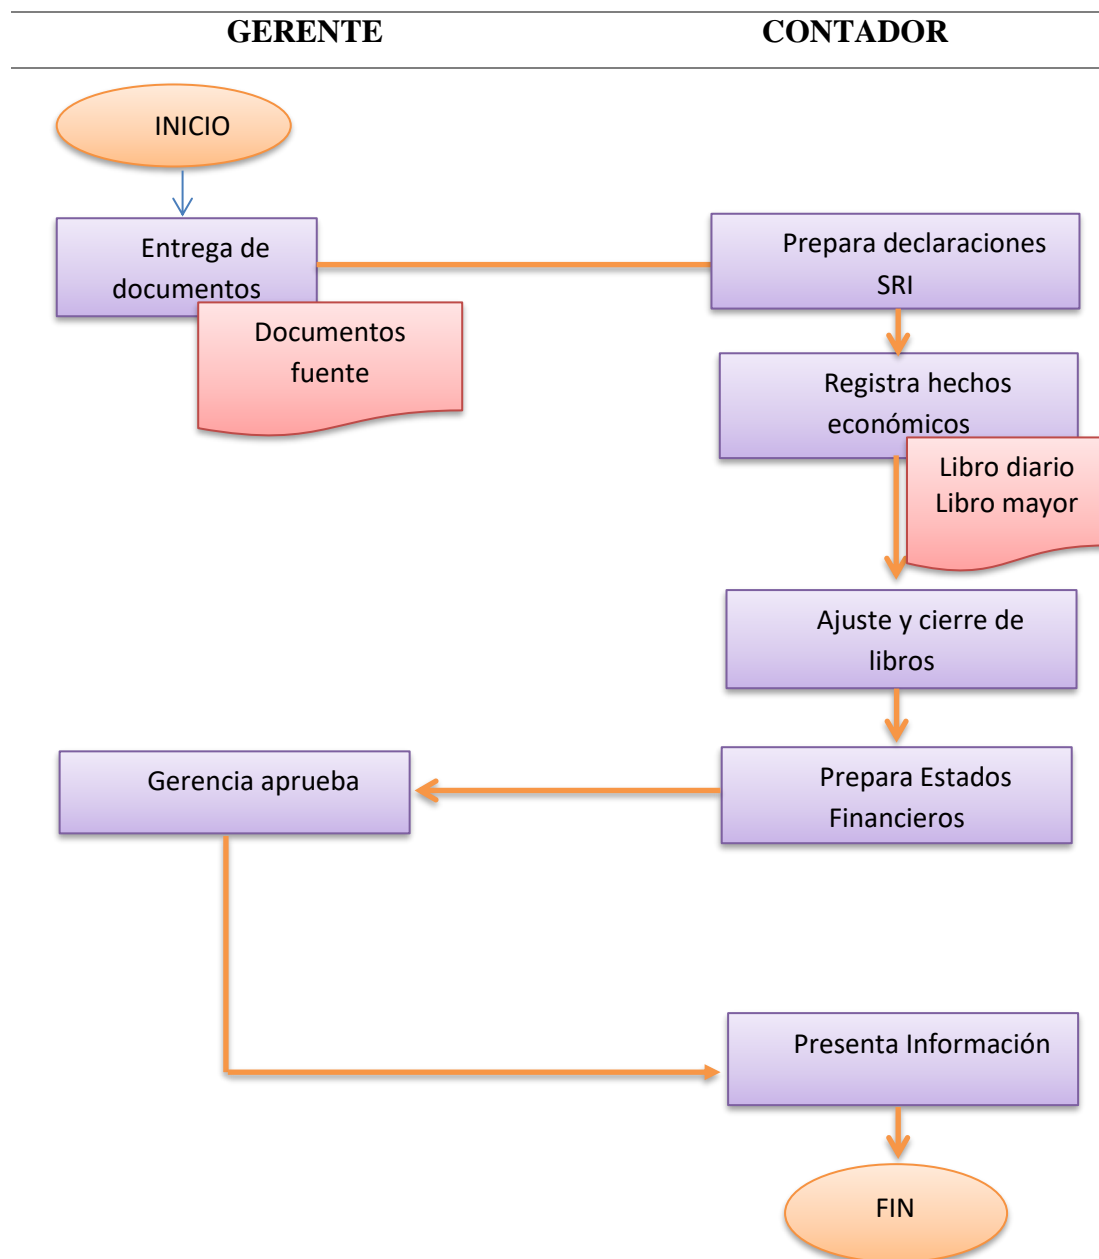 GERENTE
CONTADOR
INICIO
Entrega de
documentos
Documentos
fuente
Prepara declaraciones
SRI
Registra hechos
económicos
Libro diario
Libro mayor
Ajuste y cierre de
libros
Prepara Estados
Financieros
Gerencia aprueba
Presenta Información
FIN